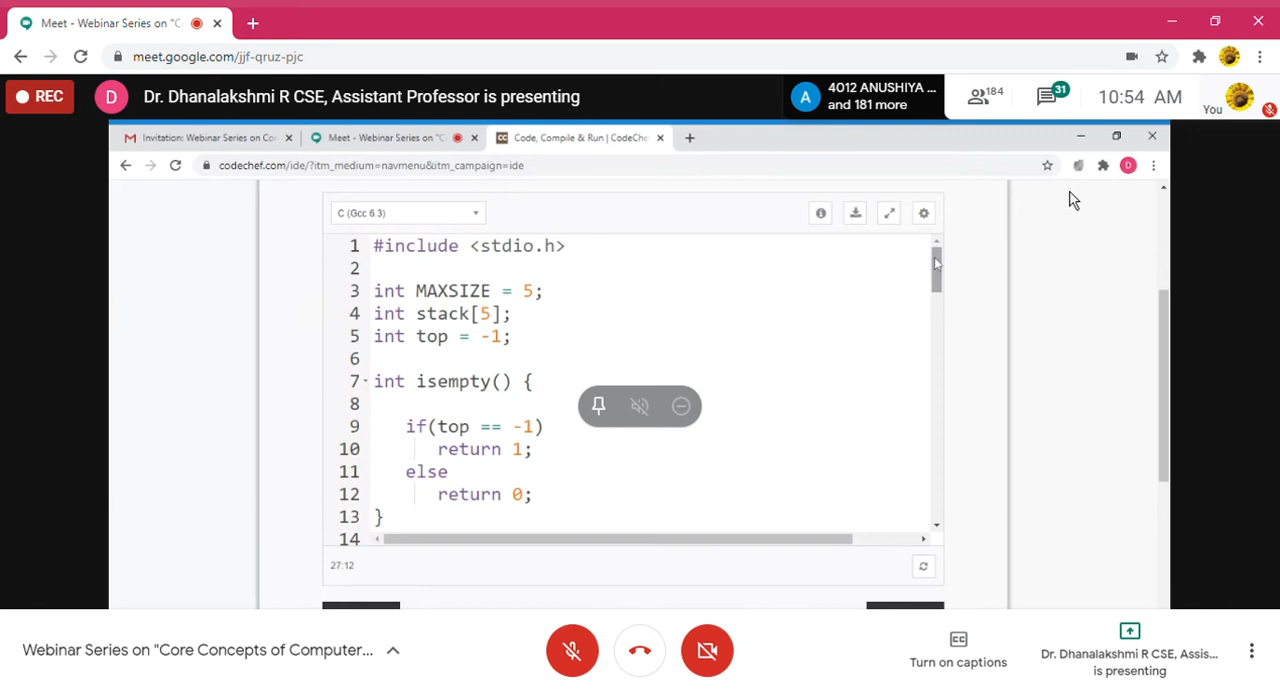 Meet - Webinar Series on "C
meet.google.com/jjf-qruz-pjc
REC
D
Dr. Dhanalakshmi R CSE, Assistant Professor is presenting
A
4012 ANUSHIYA ...
and 181 more
184
31
10:54 AM
You
Invitation: Webinar Series on Co
Meet - Webinar Series on "C
CC
Code, Compile & Run | CodeChe
codechef.com/ide/?itm_medium=navmenu&itm_campaign=ide
D
C (Gcc 6.3)
1 #include <stdio.h>
2
3 int MAXSIZE = 5;
4 int stack[5];
5 int top = -1;
6
7 int isempty() {
8
9 if(top == -1)
10 return 1;
11 else
12 return 0;
13 }
14
27:12
Webinar Series on "Core Concepts of Computer...
CC
Turn on captions
Dr. Dhanalakshmi R CSE, Assis...
is presenting